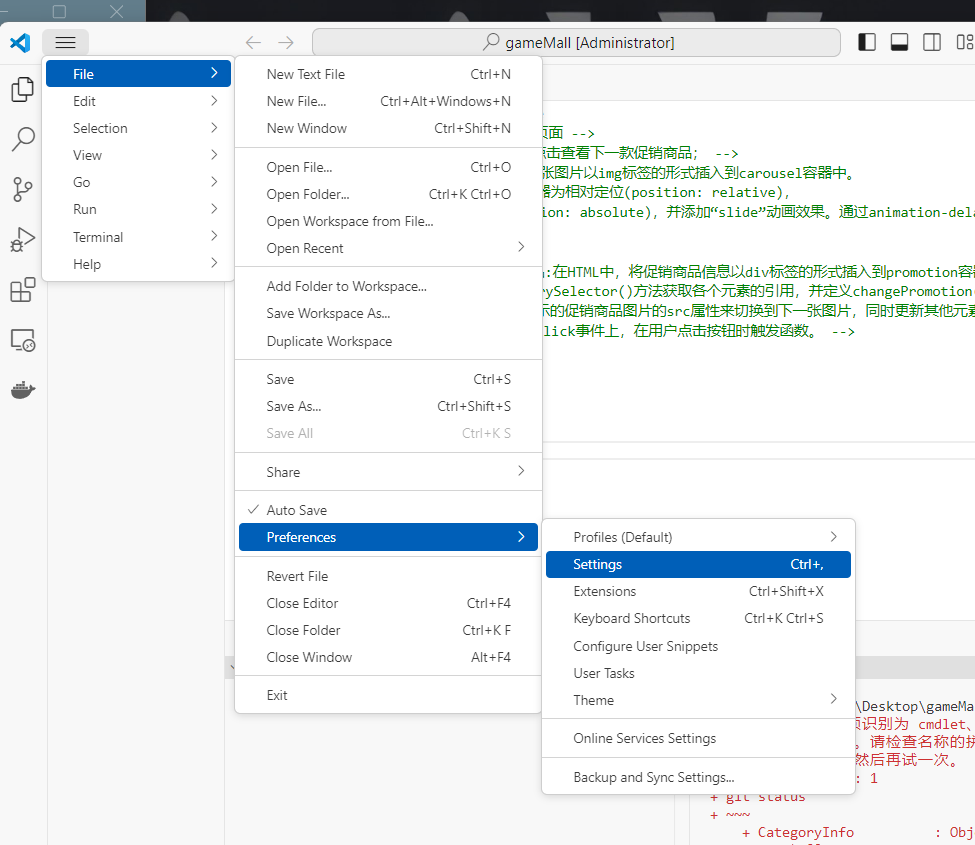 gameMall [Administrator]
File
Edit
Selection
View
Go
Run
Terminal
Help
New Text File Ctrl+N
New File... Ctrl+Alt+Windows+N
New Window Ctrl+Shift+N
Open File... Ctrl+O
Open Folder... Ctrl+K Ctrl+O
Open Workspace from File...
Open Recent
Add Folder to Workspace...
Save Workspace As...
Duplicate Workspace
Save Ctrl+S
Save As... Ctrl+Shift+S
Save All Ctrl+K S
Share
Auto Save
Preferences
Revert File
Close Editor Ctrl+F4
Close Folder Ctrl+K F
Close Window Alt+F4
Exit
Profiles (Default)
Settings Ctrl+,
Extensions Ctrl+Shift+X
Keyboard Shortcuts Ctrl+K Ctrl+S
Configure User Snippets
User Tasks
Theme
Online Services Settings
Backup and Sync Settings...
页面 -->
点击查看下一款促销商品； -->
张图片以img标签的形式插入到carousel容器中。
器为相对定位(position: relative),
ion: absolute)，并添加“slide”动画效果。通过animation-dela
:在HTML中，将促销商品信息以div标签的形式插入到promotion容
rySelector()方法获取各个元素的引用，并定义changePromotion(
示的促销商品图片的src属性来切换到下一张图片，同时更新其他元素
lick事件上，在用户点击按钮时触发函数。 -->
\Desktop\gameMa
识别为 cmdlet、
。请检查名称的拼
然后再试一次。
: 1
+ git status
+ ~~~
+ CategoryInfo : Obj